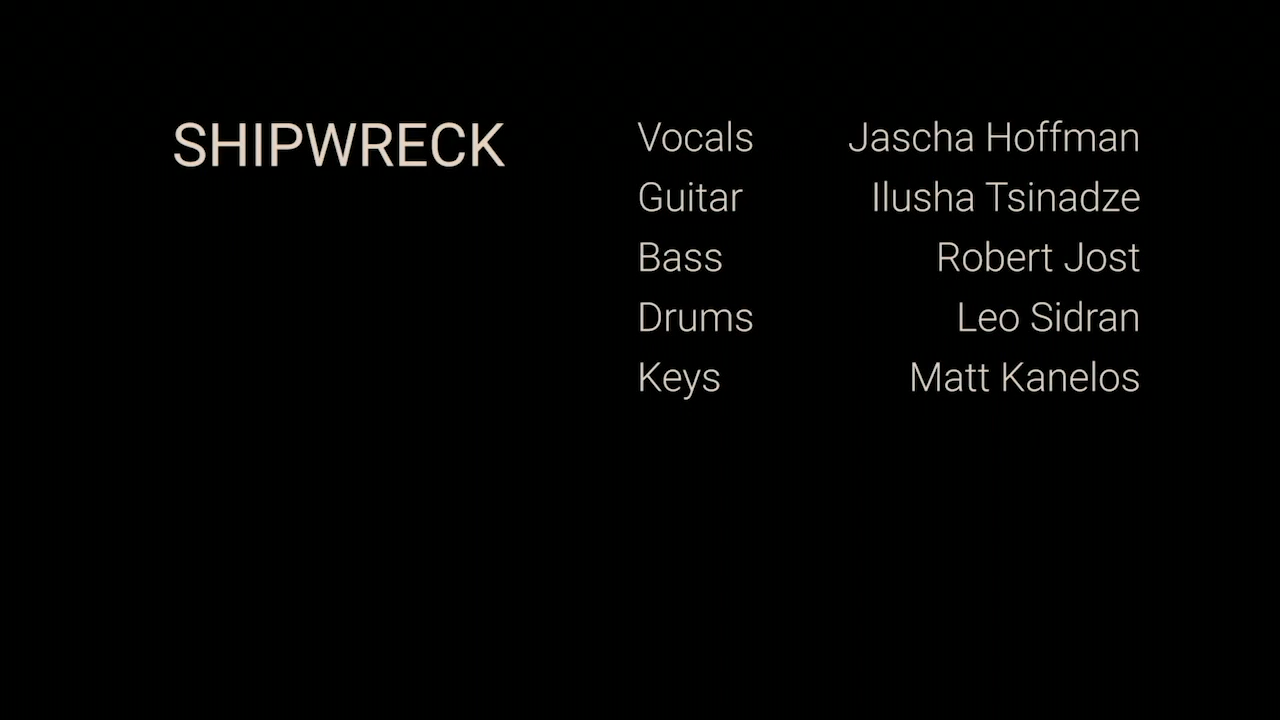 SHIPWRECK
Vocals Jascha Hoffman
Guitar Ilusha Tsinadze
Bass Robert Jost
Drums Leo Sidran
Keys Matt Kanelos